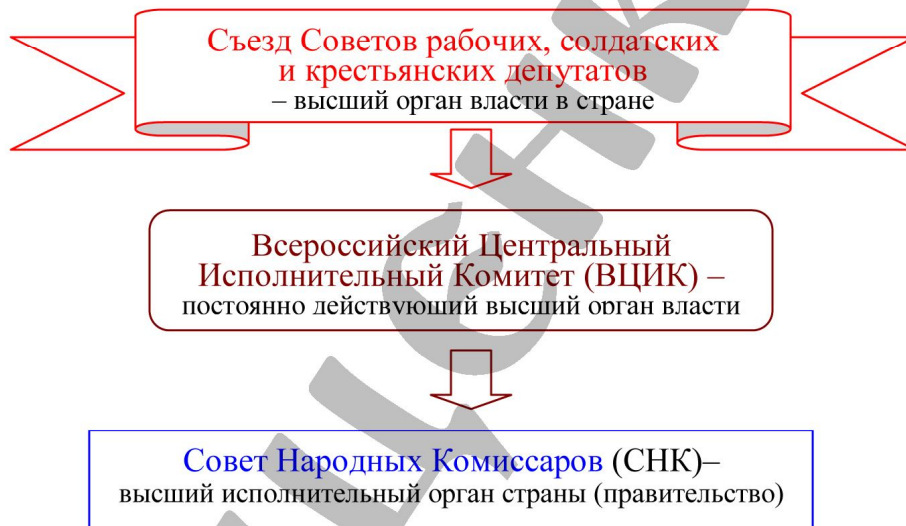 Съезд Советов рабочих, солдатских
и крестьянских депутатов
– высший орган власти в стране
Всероссийский Центральный
Исполнительный Комитет (ВЦИК) –
постоянно действующий высший орган власти
Совет Народных Комиссаров (СНК)–
высший исполнительный орган страны (правительство)